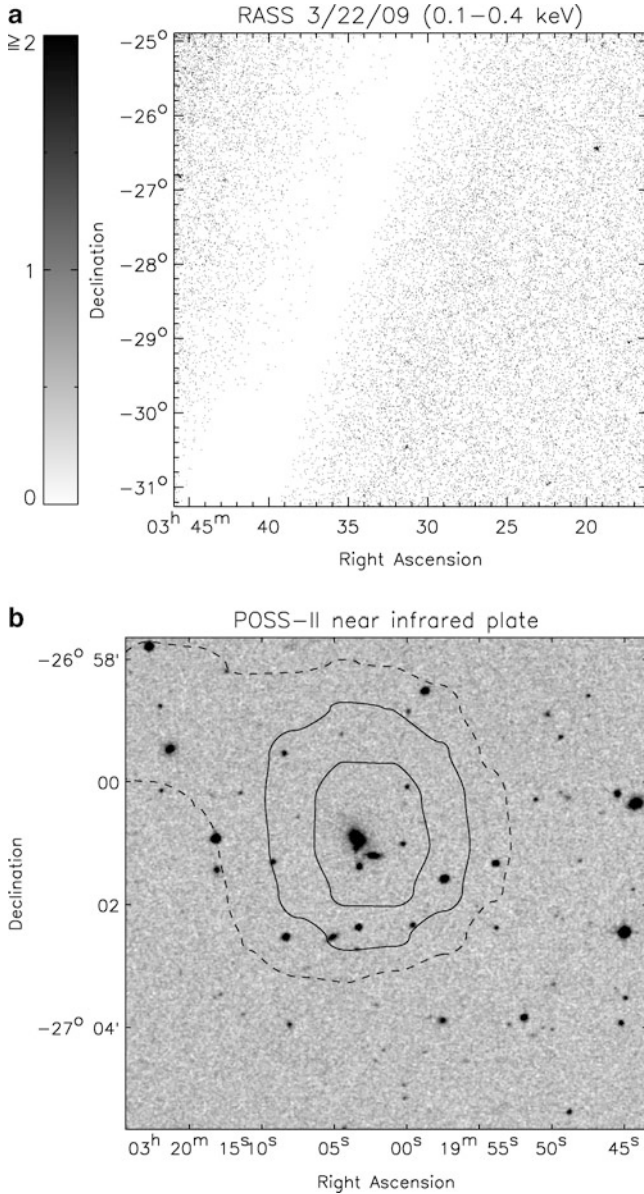 a
RASS 3/22/09 (0.1−0.4 keV)
≥ 2
1
0
Declination
−25°
−26°
−27°
−28°
−29°
−30°
−31°
03ʰ 45ᵐ 40 35 30 25 20
Right Ascension
b
POSS−II near infrared plate
Declination
−26° 58'
00
02
−27° 04'
03ʰ 20ᵐ 15ˢ10ˢ 05ˢ 00ˢ 19ᵐ 55ˢ 50ˢ 45ˢ
Right Ascension